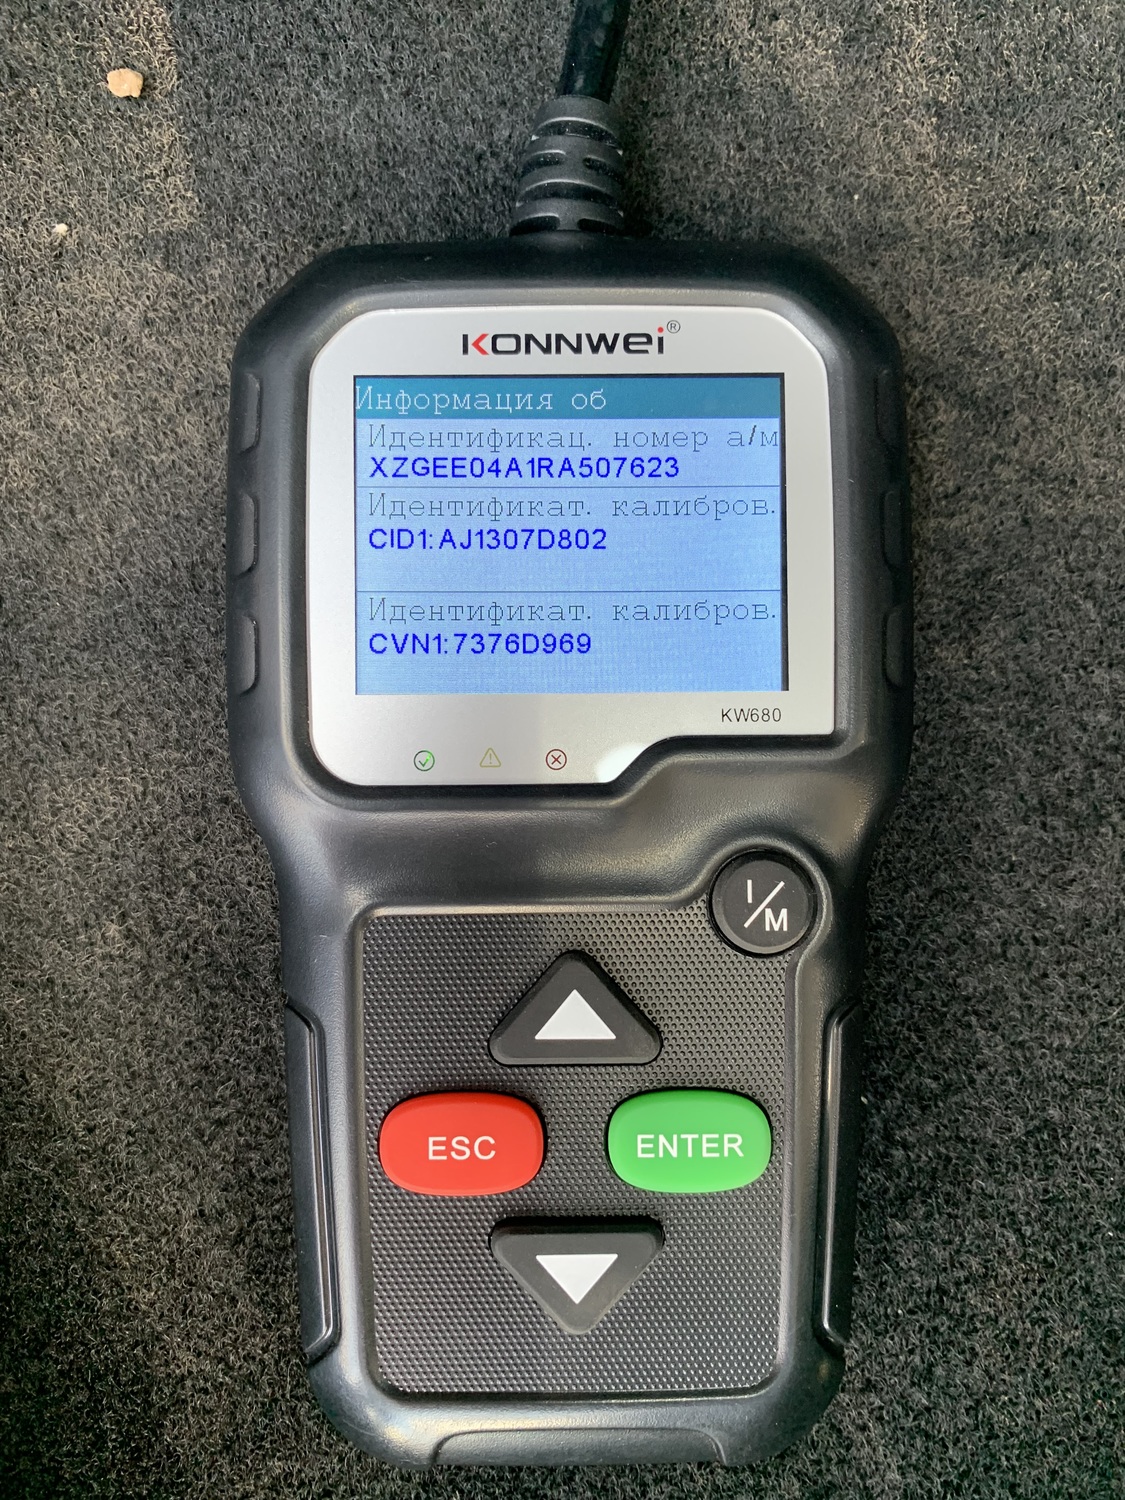 KONNWEI®
Информация об
Идентификац. номер а/м
XZGEE04A1RA507623
Идентификат. калибров.
CID1: AJ1307D802
Идентификат. калибров.
CVN1:7376D969
KW680
I/M
ESC
ENTER